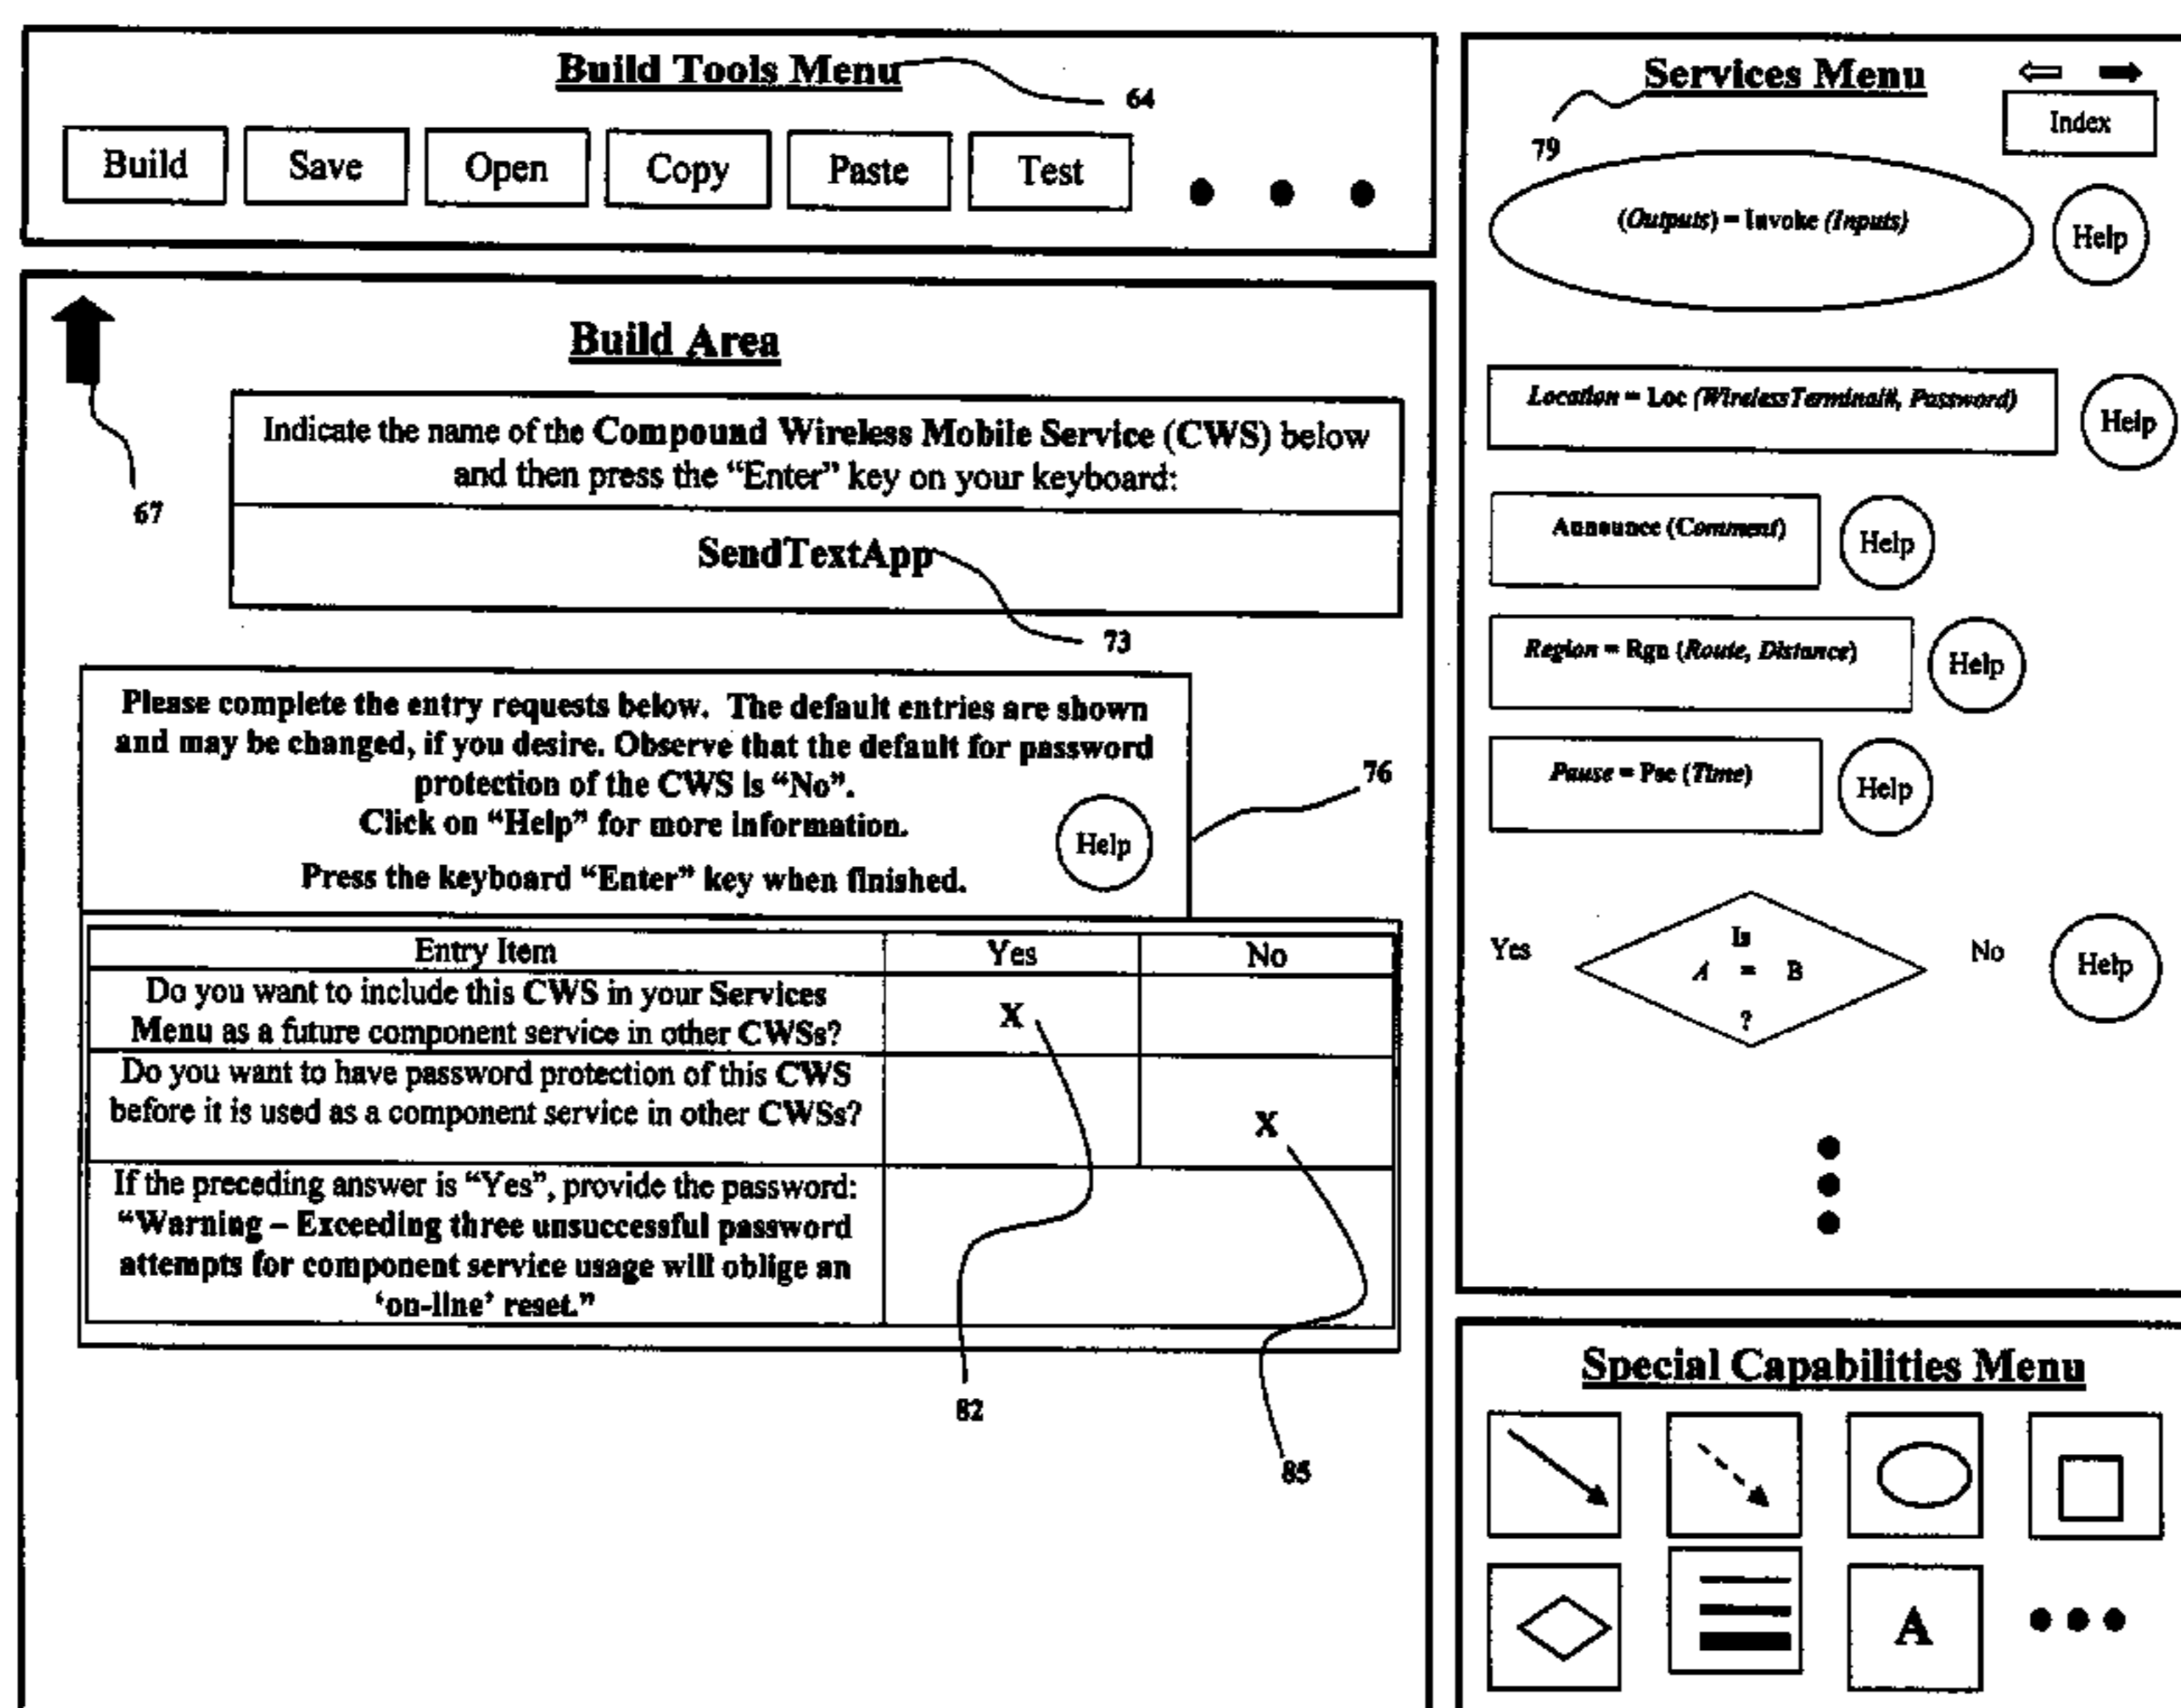 Build Tools Menu
64
Build
Save
Open
Copy
Paste
Test
Build Area
67
Indicate the name of the Compound Wireless Mobile Service (CWS) below
and then press the “Enter” key on your keyboard:
SendTextApp
73
Please complete the entry requests below. The default entries are shown
and may be changed, if you desire. Observe that the default for password
protection of the CWS is “No”.
Click on “Help” for more information.
Help
Press the keyboard “Enter” key when finished.
76
Entry Item Yes No
Do you want to include this CWS in your Services
Menu as a future component service in other CWSs?
X
Do you want to have password protection of this CWS
before it is used as a component service in other CWSs?
X
If the preceding answer is “Yes”, provide the password:
“Warning – Exceeding three unsuccessful password
attempts for component service usage will oblige an
‘on-line’ reset.”
82
85
Services Menu
79
Index
(Outputs) = Invoke (Inputs)
Help
Location = Loc (WirelessTerminal#, Password)
Help
Announce (Comment)
Help
Region = Rgn (Route, Distance)
Help
Pause = Pse (Time)
Help
Yes
Is
A = B
?
No
Help
Special Capabilities Menu
A